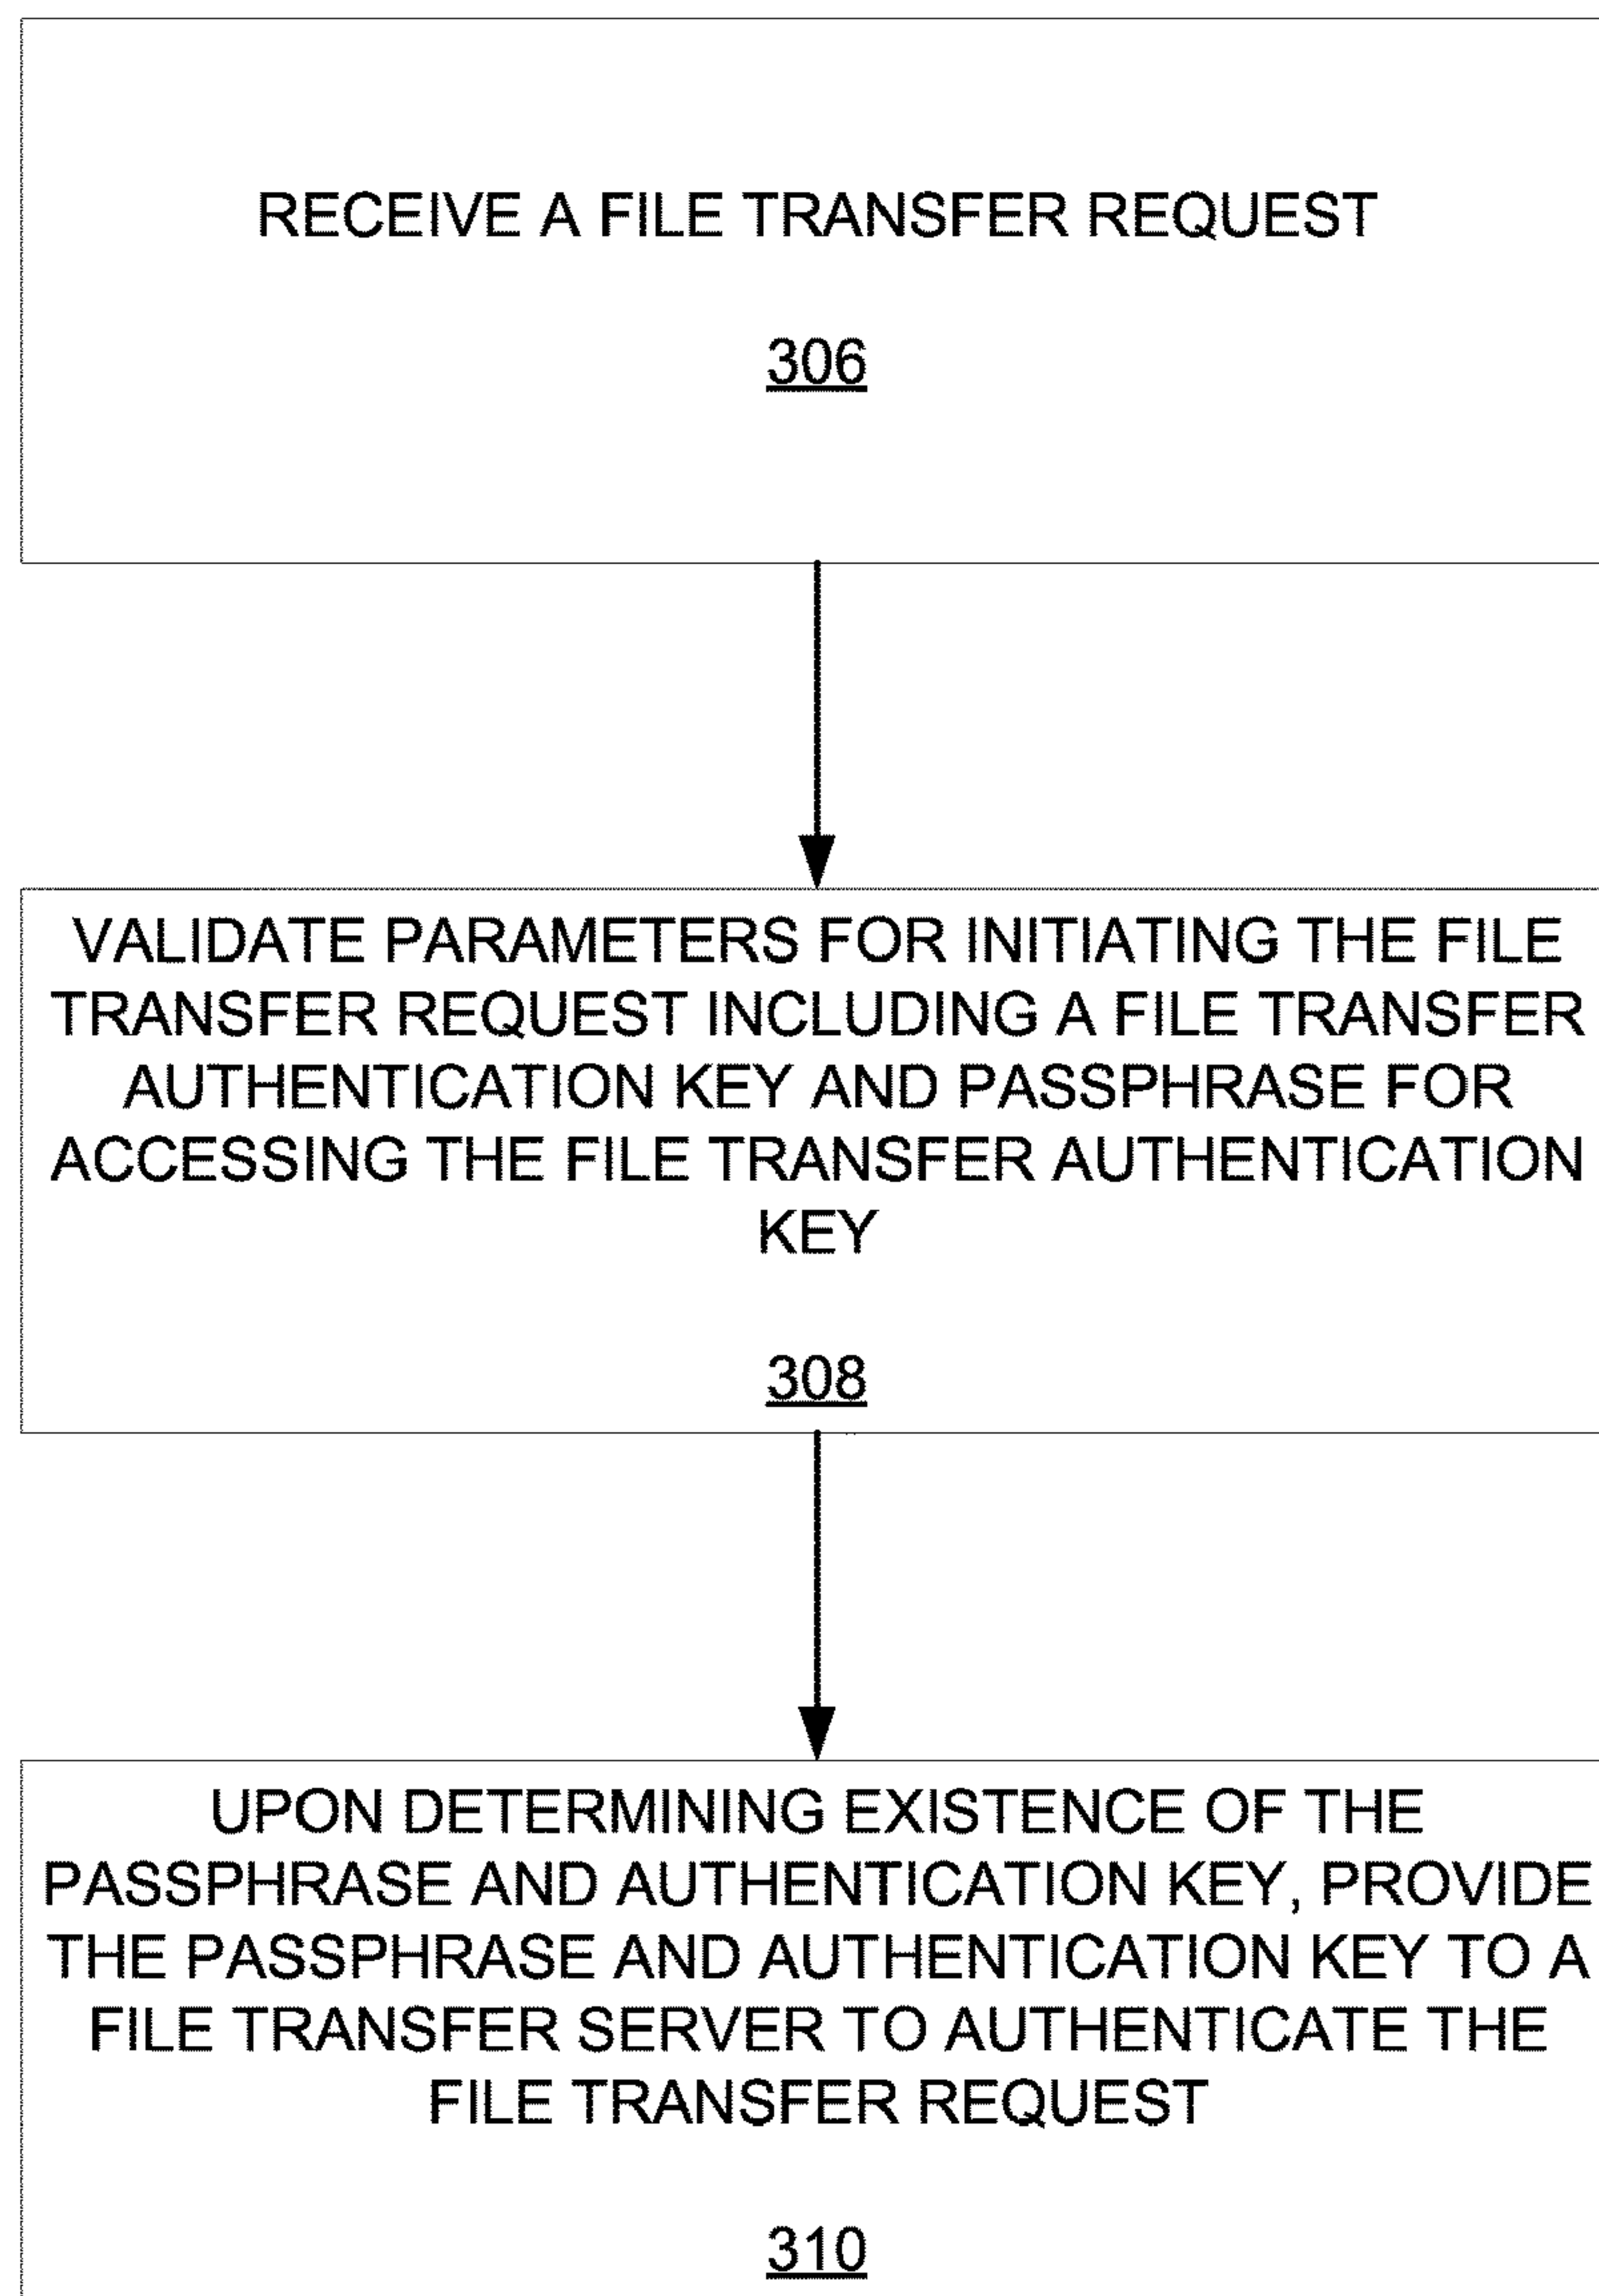 RECEIVE A FILE TRANSFER REQUEST
306
VALIDATE PARAMETERS FOR INITIATING THE FILE
TRANSFER REQUEST INCLUDING A FILE TRANSFER
AUTHENTICATION KEY AND PASSPHRASE FOR
ACCESSING THE FILE TRANSFER AUTHENTICATION
KEY
308
UPON DETERMINING EXISTENCE OF THE
PASSPHRASE AND AUTHENTICATION KEY, PROVIDE
THE PASSPHRASE AND AUTHENTICATION KEY TO A
FILE TRANSFER SERVER TO AUTHENTICATE THE
FILE TRANSFER REQUEST
310